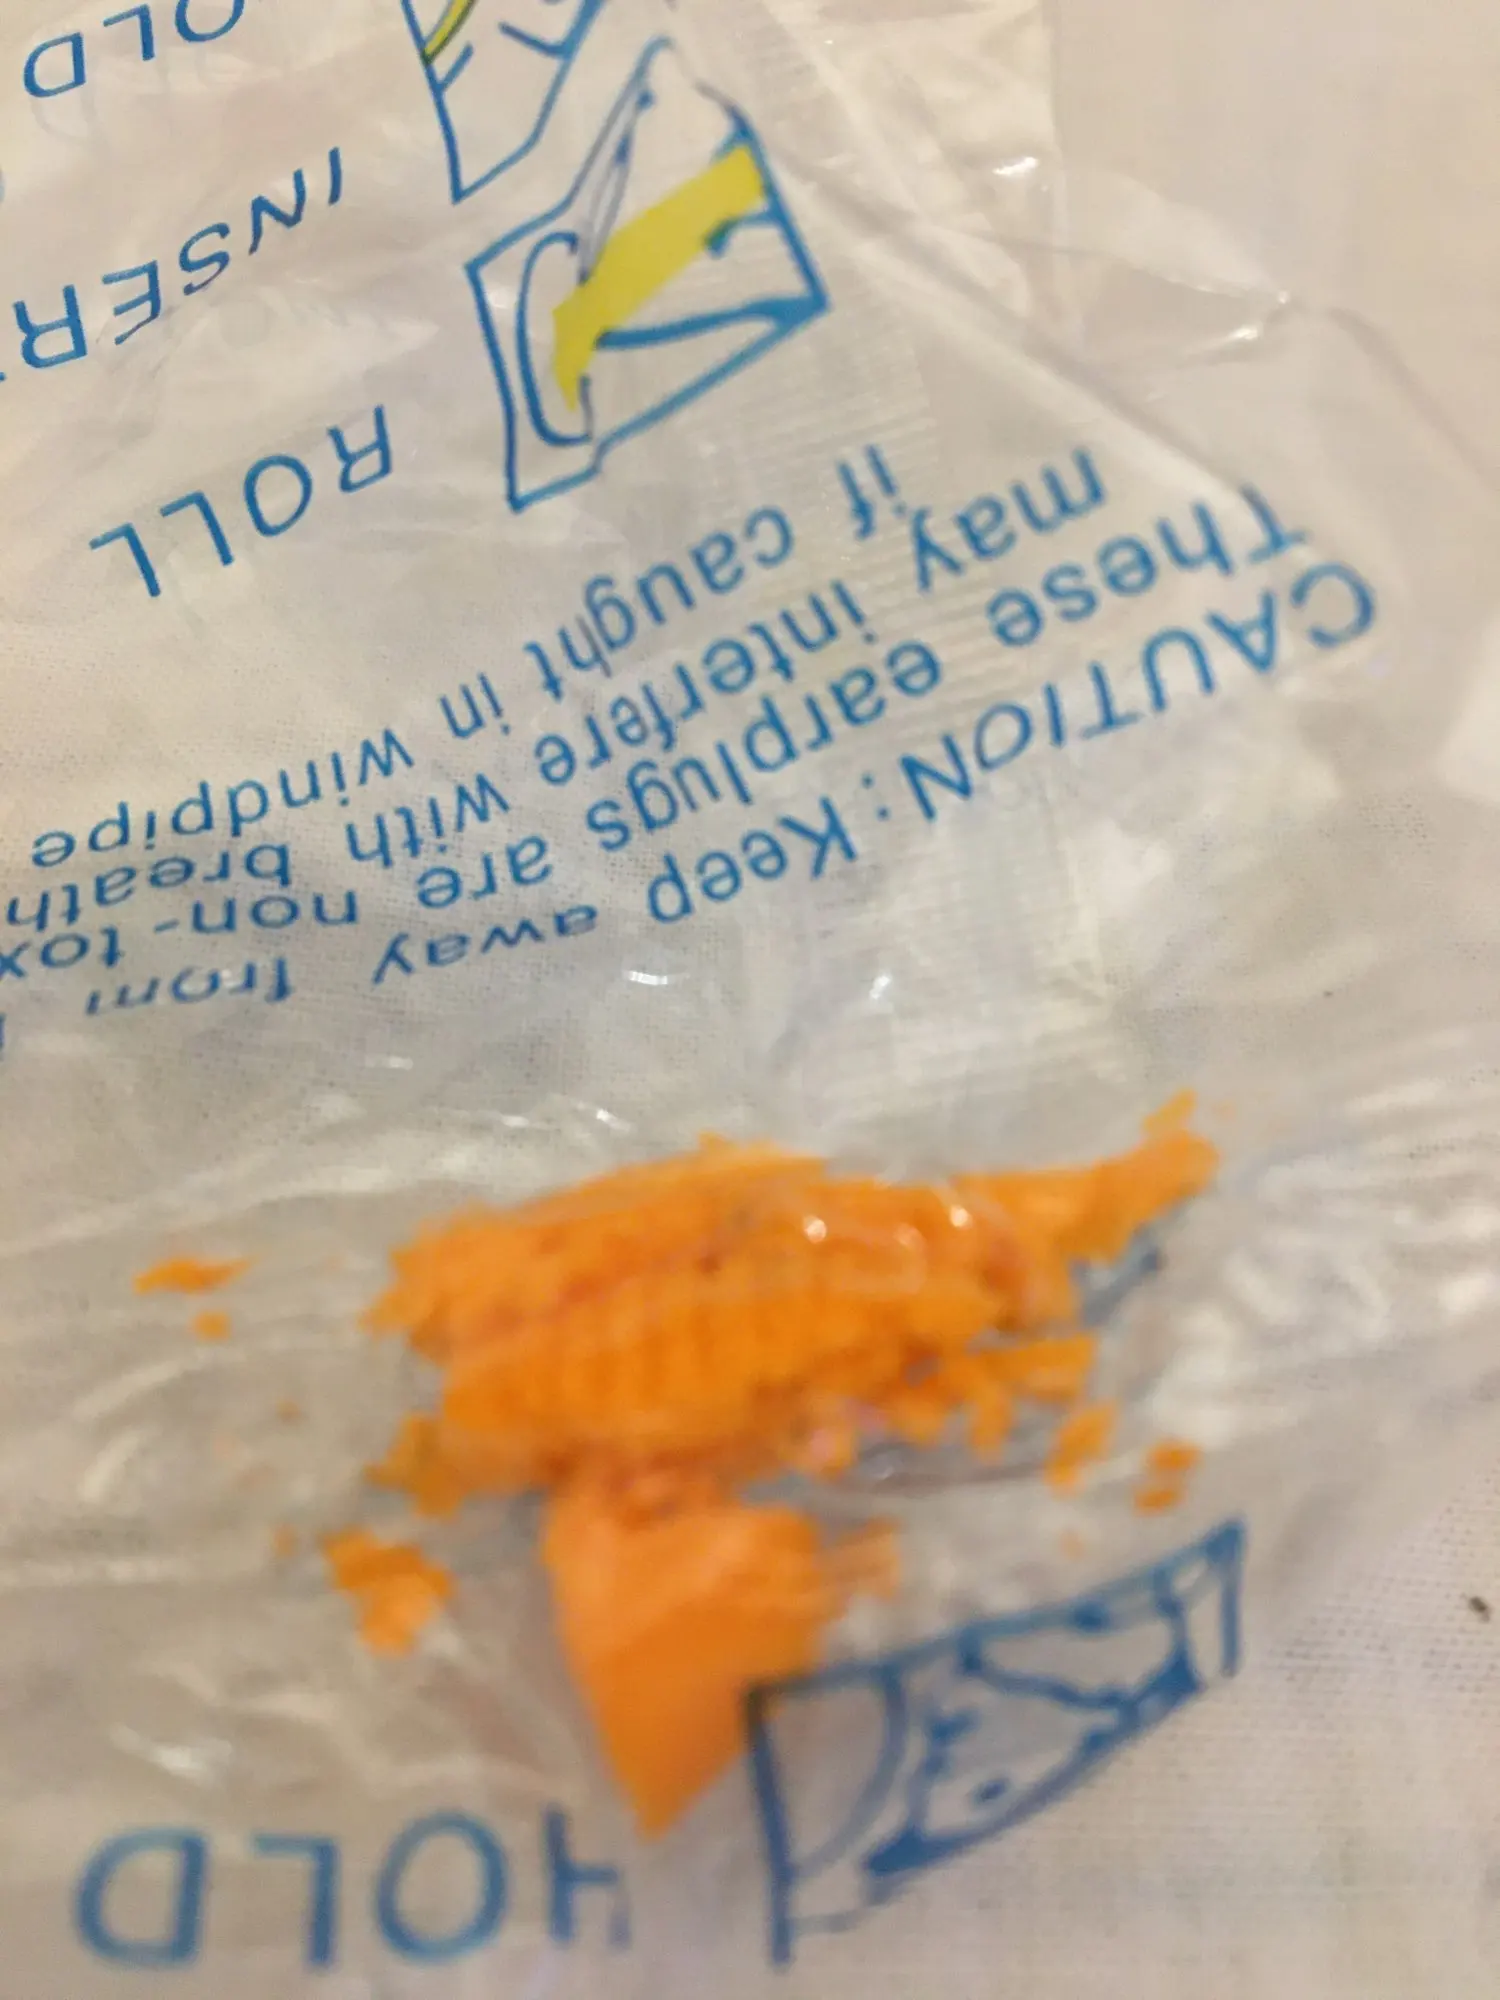 HOLD
CAUTION: Keep away from
These earplugs are non-tox
may interfere with breath
if caught in windpipe
ROLL
INSER
OLD